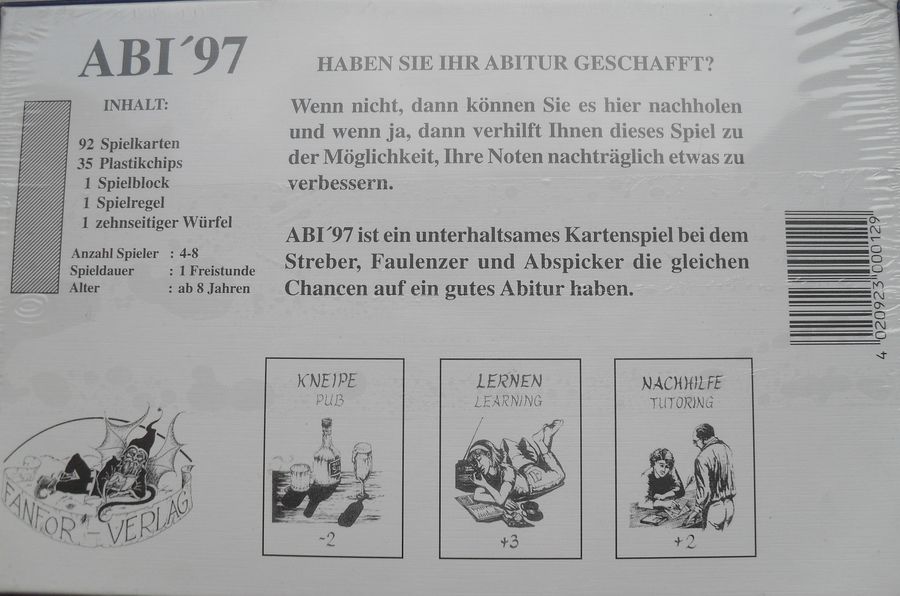 ABI´97
INHALT:
92 Spielkarten
35 Plastikchips
1 Spielblock
1 Spielregel
1 zehnseitiger Würfel
Anzahl Spieler : 4-8
Spieldauer : 1 Freistunde
Alter : ab 8 Jahren
HABEN SIE IHR ABITUR GESCHAFFT?
Wenn nicht, dann können Sie es hier nachholen
und wenn ja, dann verhilft Ihnen dieses Spiel zu
der Möglichkeit, Ihre Noten nachträglich etwas zu
verbessern.
ABI´97 ist ein unterhaltsames Kartenspiel bei dem
Streber, Faulenzer und Abspicker die gleichen
Chancen auf ein gutes Abitur haben.
4 020923 000129
FANFOR-VERLAG
KNEIPE
PUB
-2
LERNEN
LEARNING
+3
NACHHILFE
TUTORING
+2